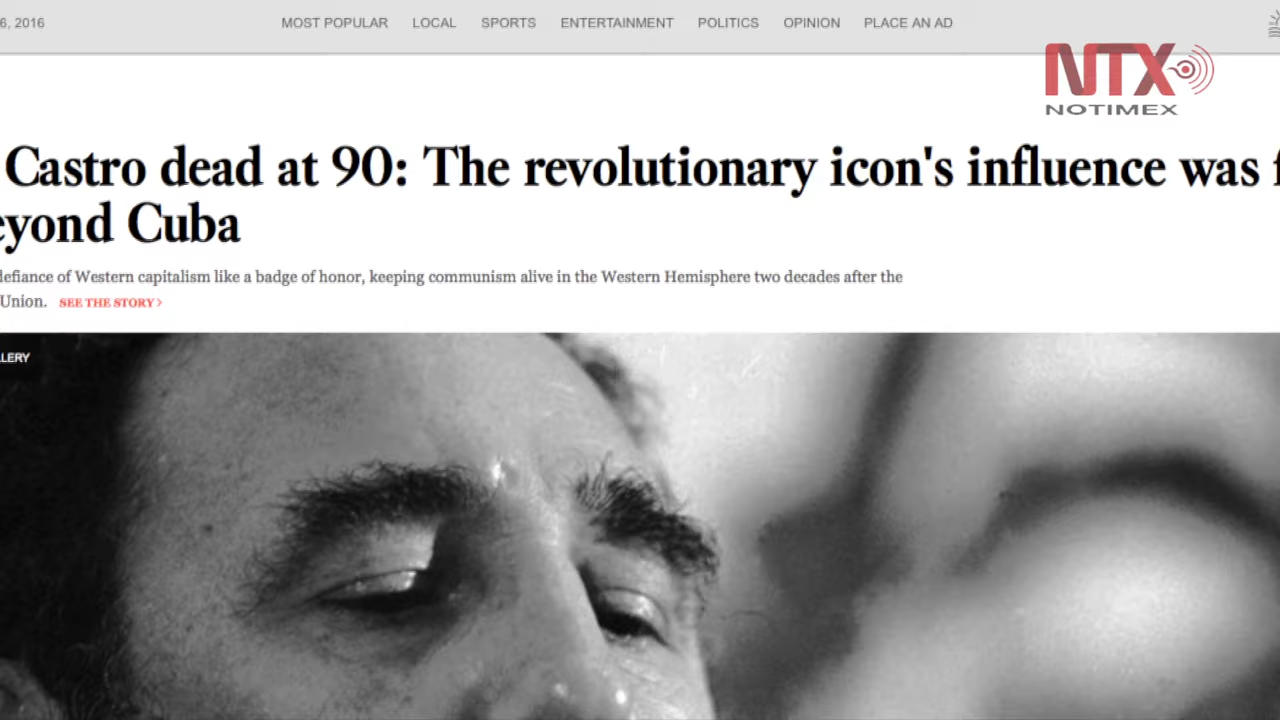 6, 2016
MOST POPULAR LOCAL SPORTS ENTERTAINMENT POLITICS OPINION PLACE AN AD
NTX
NOTIMEX
Castro dead at 90: The revolutionary icon's influence was
eyond Cuba
defiance of Western capitalism like a badge of honor, keeping communism alive in the Western Hemisphere two decades after the
Union. SEE THE STORY >
LERY